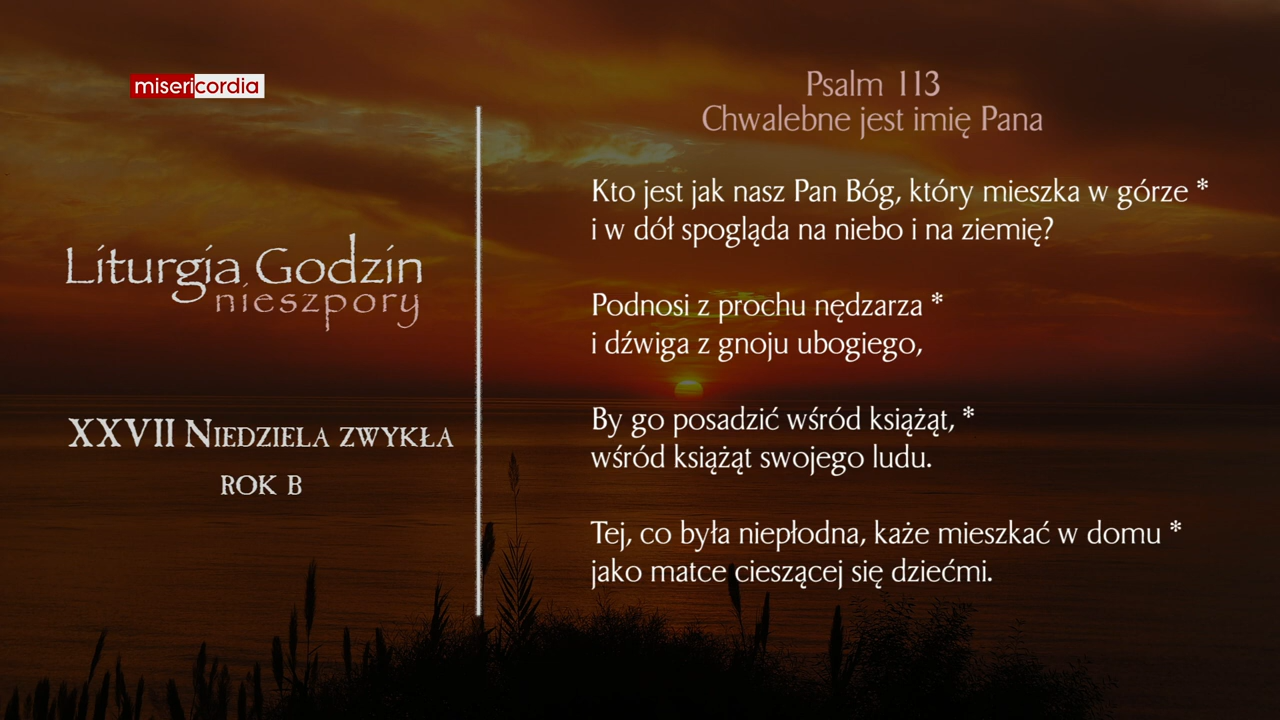 misericordia
Liturgia Godzin
nieszpory
XXVII Niedziela zwykła
rok B
Psalm 113
Chwalebne jest imię Pana
Kto jest jak nasz Pan Bóg, który mieszka w górze *
i w dół spogląda na niebo i na ziemię?
Podnosi z prochu nędzarza *
i dźwiga z gnoju ubogiego,
By go posadzić wśród książąt, *
wśród książąt swojego ludu.
Tej, co była niepłodna, każe mieszkać w domu *
jako matce cieszącej się dziećmi.